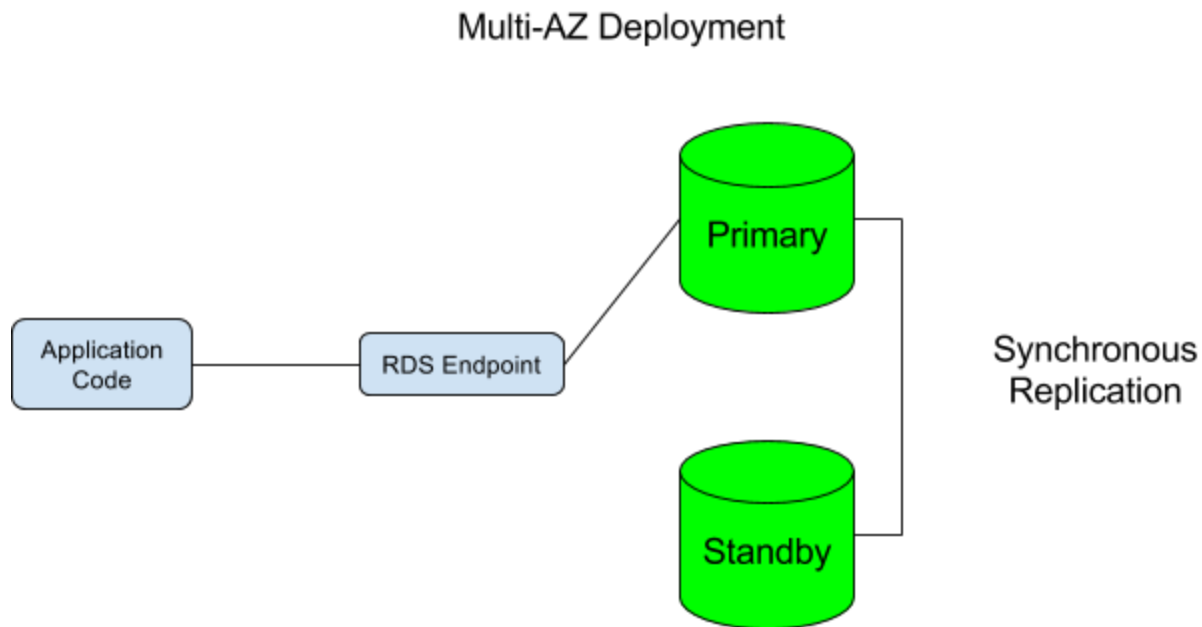 Multi-AZ Deployment
Primary
Application
Code
RDS Endpoint
Synchronous
Replication
Standby